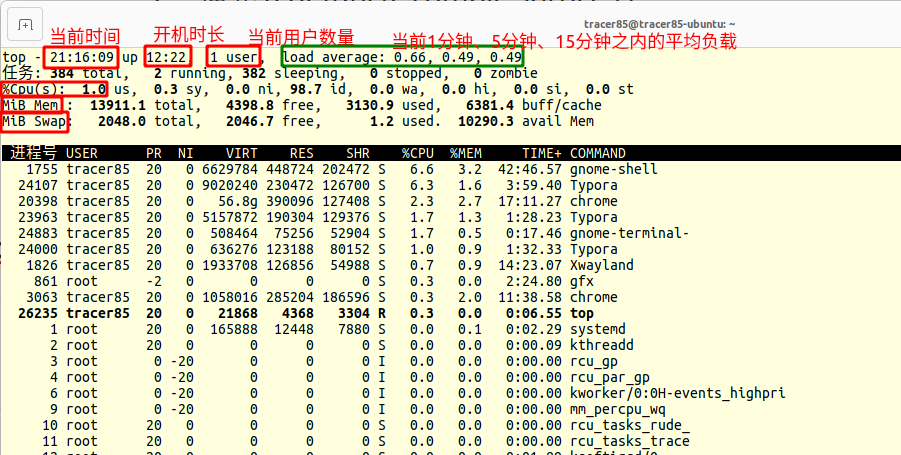 tracer85@tracer85-ubuntu: ~
当前时间 开机时长 当前用户数量 当前1分钟、5分钟、15分钟之内的平均负载
top - 21:16:09 up 12:22, 1 user, load average: 0.66, 0.49, 0.49
任务: 384 total, 2 running, 382 sleeping, 0 stopped, 0 zombie
%Cpu(s): 1.0 us, 0.3 sy, 0.0 ni, 98.7 id, 0.0 wa, 0.0 hi, 0.0 si, 0.0 st
MiB Mem : 13911.1 total, 4398.8 free, 3130.9 used, 6381.4 buff/cache
MiB Swap: 2048.0 total, 2046.7 free, 1.2 used. 10290.3 avail Mem
进程号 USER PR NI VIRT RES SHR %CPU %MEM TIME+ COMMAND
1755 tracer85 20 0 6629784 448724 202472 S 6.6 3.2 42:46.57 gnome-shell
24107 tracer85 20 0 9020240 230472 126700 S 6.3 1.6 3:59.40 Typora
20398 tracer85 20 0 56.8g 390096 127408 S 2.3 2.7 17:11.27 chrome
23963 tracer85 20 0 5157872 190304 129376 S 1.7 1.3 1:28.23 Typora
24883 tracer85 20 0 508464 75256 52904 S 1.7 0.5 0:17.46 gnome-terminal-
24000 tracer85 20 0 636276 123188 80152 S 1.0 0.9 1:32.33 Typora
1826 tracer85 20 0 1933708 126856 54988 S 0.7 0.9 14:23.07 Xwayland
861 root -2 0 0 0 0 S 0.3 0.0 2:24.80 gfx
3063 tracer85 20 0 1058016 285204 186596 S 0.3 2.0 11:38.58 chrome
26235 tracer85 20 0 21868 4368 3304 R 0.3 0.0 0:06.55 top
1 root 20 0 165888 12448 7880 S 0.0 0.1 0:02.29 systemd
2 root 20 0 0 0 0 S 0.0 0.0 0:00.09 kthreadd
3 root 0 -20 0 0 0 I 0.0 0.0 0:00.00 rcu_gp
4 root 0 -20 0 0 0 I 0.0 0.0 0:00.00 rcu_par_gp
6 root 0 -20 0 0 0 I 0.0 0.0 0:00.00 kworker/0:0H-events_highpri
9 root 0 -20 0 0 0 I 0.0 0.0 0:00.00 mm_percpu_wq
10 root 20 0 0 0 0 S 0.0 0.0 0:00.00 rcu_tasks_rude_
11 root 20 0 0 0 0 S 0.0 0.0 0:00.00 rcu_tasks_trace